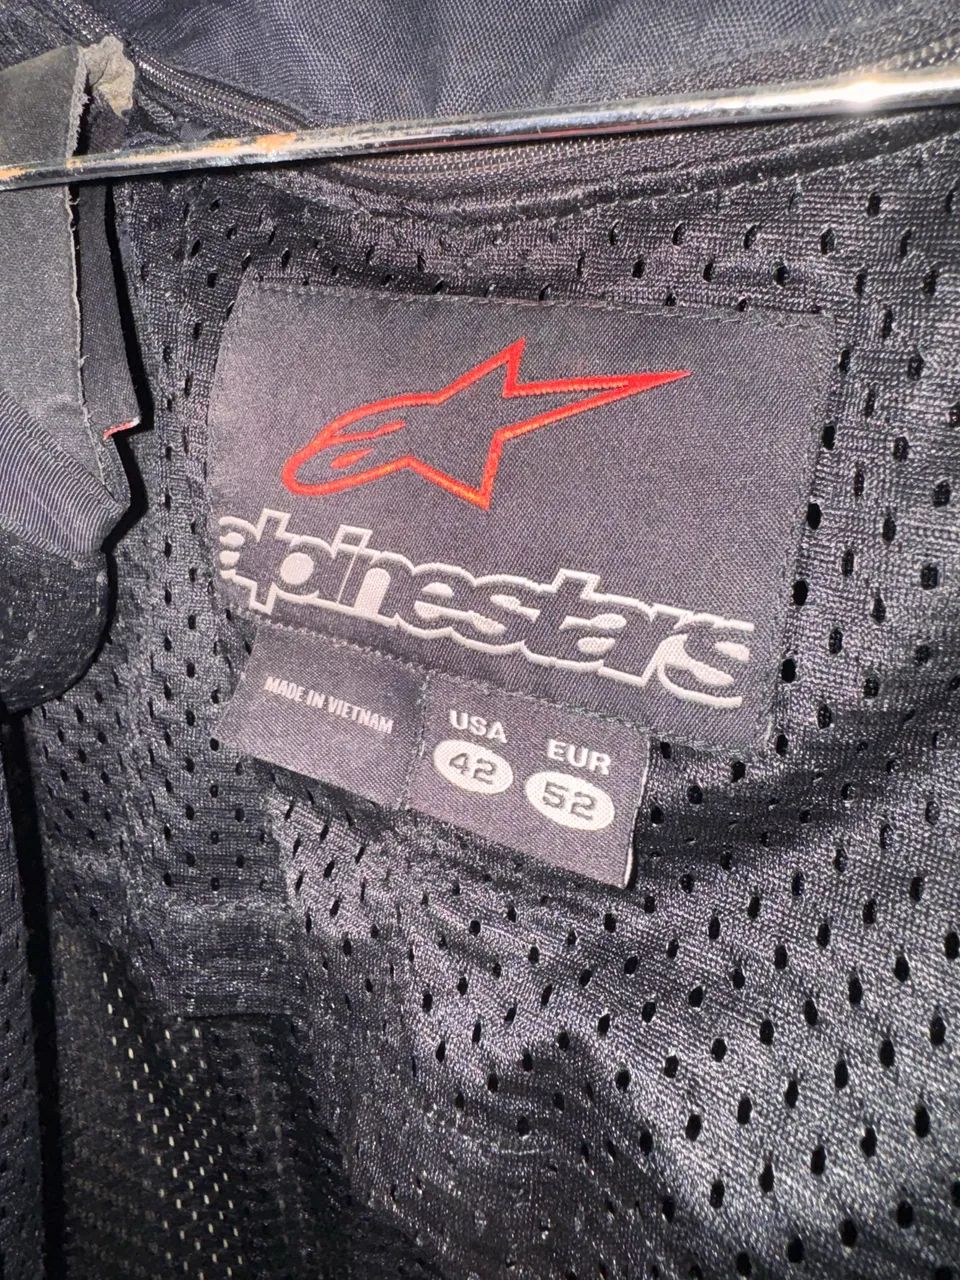 alpinestars
MADE IN VIETNAM
USA EUR
42 52